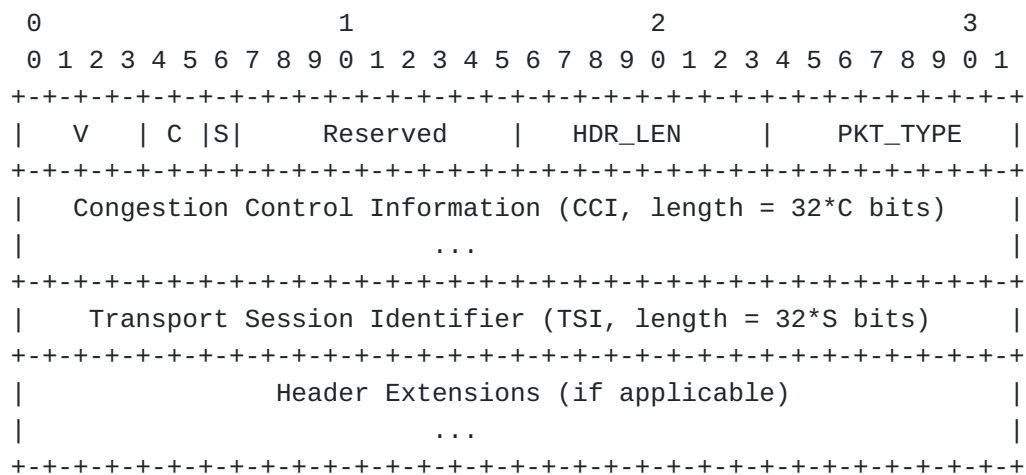 0                   1                   2                   3
 0 1 2 3 4 5 6 7 8 9 0 1 2 3 4 5 6 7 8 9 0 1 2 3 4 5 6 7 8 9 0 1
+-+-+-+-+-+-+-+-+-+-+-+-+-+-+-+-+-+-+-+-+-+-+-+-+-+-+-+-+-+-+-+-+
|   V   | C |S|     Reserved    |   HDR_LEN     |    PKT_TYPE   |
+-+-+-+-+-+-+-+-+-+-+-+-+-+-+-+-+-+-+-+-+-+-+-+-+-+-+-+-+-+-+-+-+
|   Congestion Control Information (CCI, length = 32*C bits)    |
|                          ...                                  |
+-+-+-+-+-+-+-+-+-+-+-+-+-+-+-+-+-+-+-+-+-+-+-+-+-+-+-+-+-+-+-+-+
|    Transport Session Identifier (TSI, length = 32*S bits)     |
+-+-+-+-+-+-+-+-+-+-+-+-+-+-+-+-+-+-+-+-+-+-+-+-+-+-+-+-+-+-+-+-+
|                Header Extensions (if applicable)              |
|                          ...                                  |
+-+-+-+-+-+-+-+-+-+-+-+-+-+-+-+-+-+-+-+-+-+-+-+-+-+-+-+-+-+-+-+-+